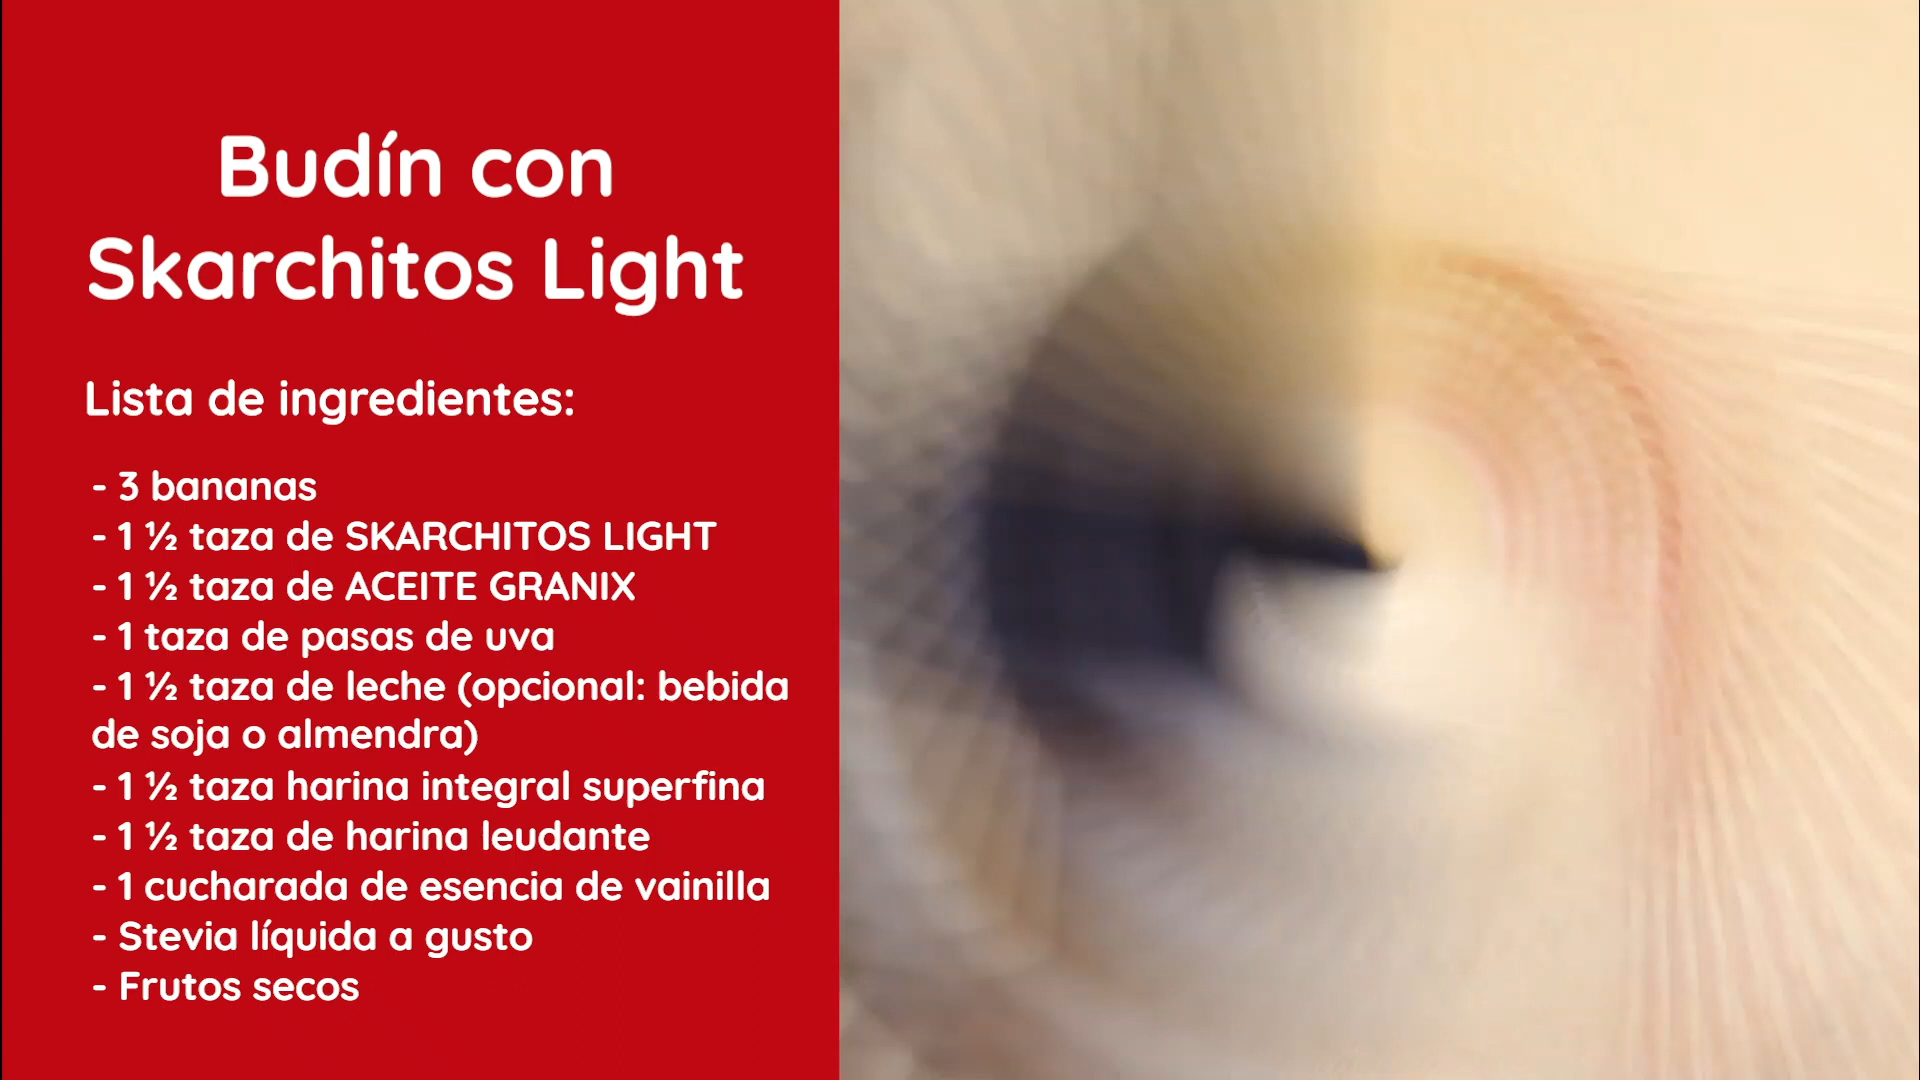 Budín con
Skarchitos Light
Lista de ingredientes:
- 3 bananas
- 1 ½ taza de SKARCHITOS LIGHT
- 1 ½ taza de ACEITE GRANIX
- 1 taza de pasas de uva
- 1 ½ taza de leche (opcional: bebida
de soja o almendra)
- 1 ½ taza harina integral superfina
- 1 ½ taza de harina leudante
- 1 cucharada de esencia de vainilla
- Stevia líquida a gusto
- Frutos secos